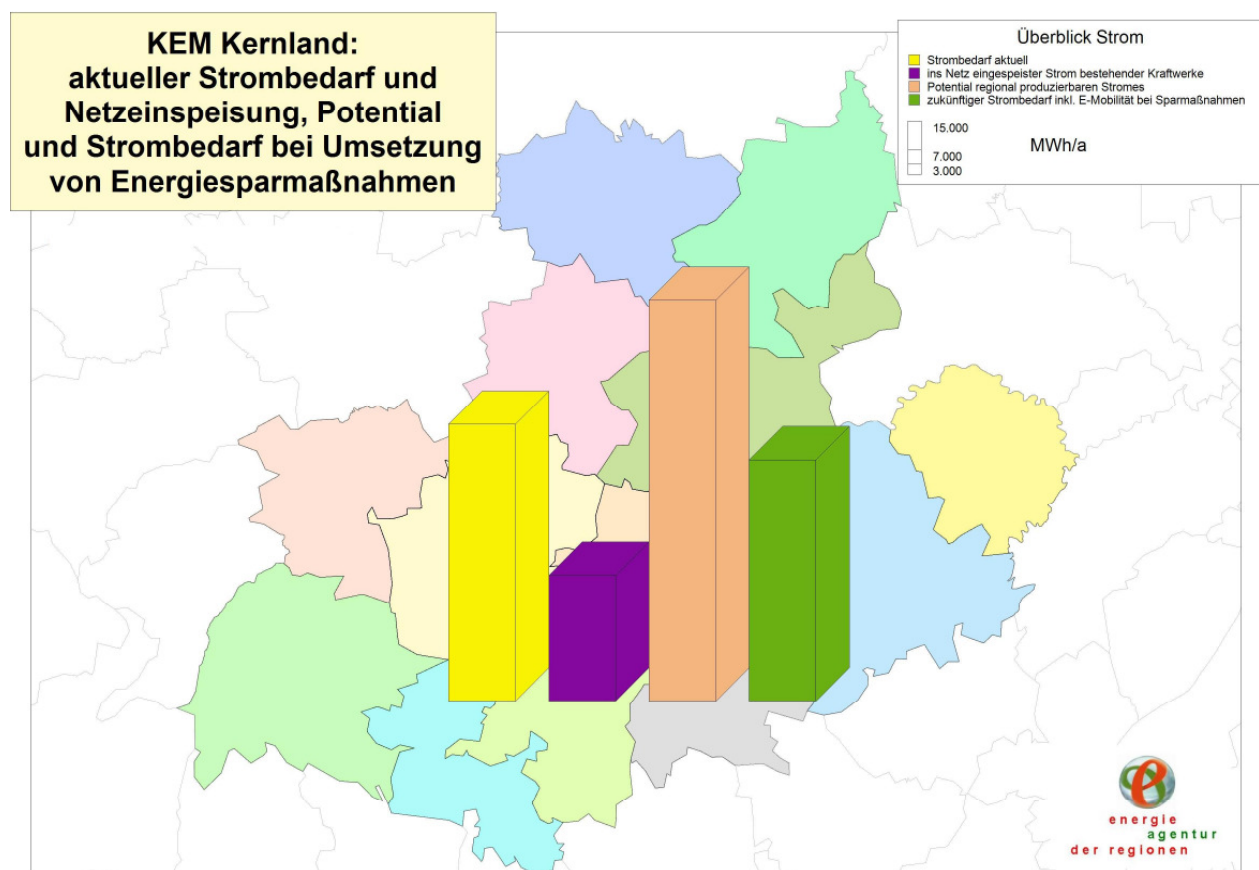 KEM Kernland:
aktueller Strombedarf und
Netzeinspeisung, Potential
und Strombedarf bei Umsetzung
von Energiesparmaßnahmen
Überblick Strom
Strombedarf aktuell
ins Netz eingespeister Strom bestehender Kraftwerke
Potential regional produzierbaren Stromes
zukünftiger Strombedarf inkl. E-Mobilität bei Sparmaßnahmen
15.000
MWh/a
7.000
3.000
energie
agentur
der regionen